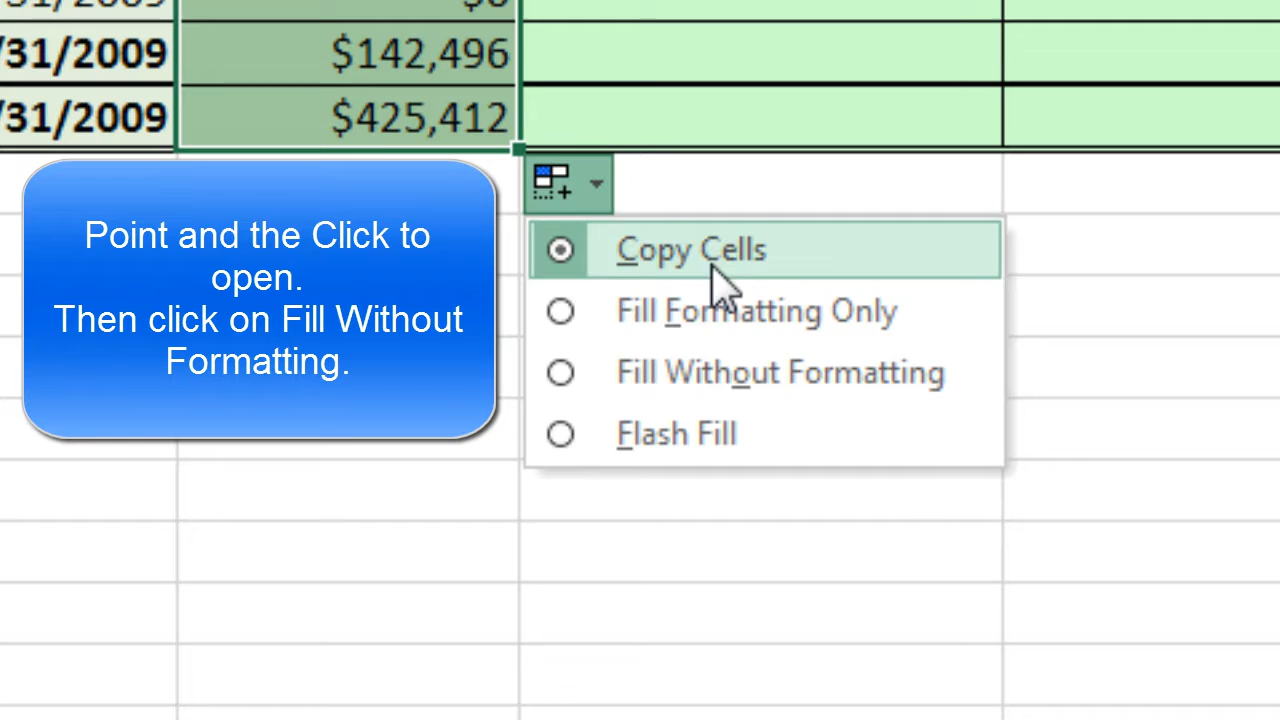 /31/2009 $142,496
/31/2009 $425,412
Point and the Click to
open.
Then click on Fill Without
Formatting.
Copy Cells
Fill Formatting Only
Fill Without Formatting
Flash Fill